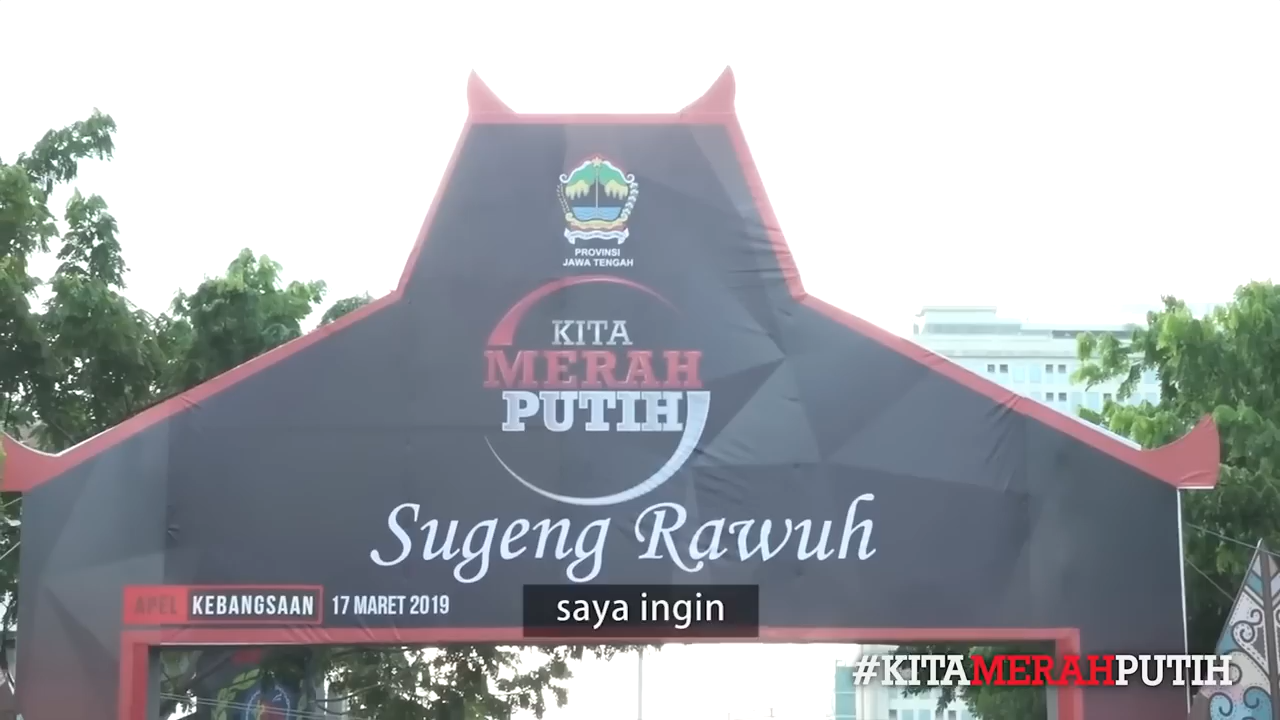 PROVINSI
JAWA TENGAH
KITA
MERAH
PUTIH
Sugeng Rawuh
APEL KEBANGSAAN 17 MARET 2019
saya ingin
#KITAMERAHPUTIH